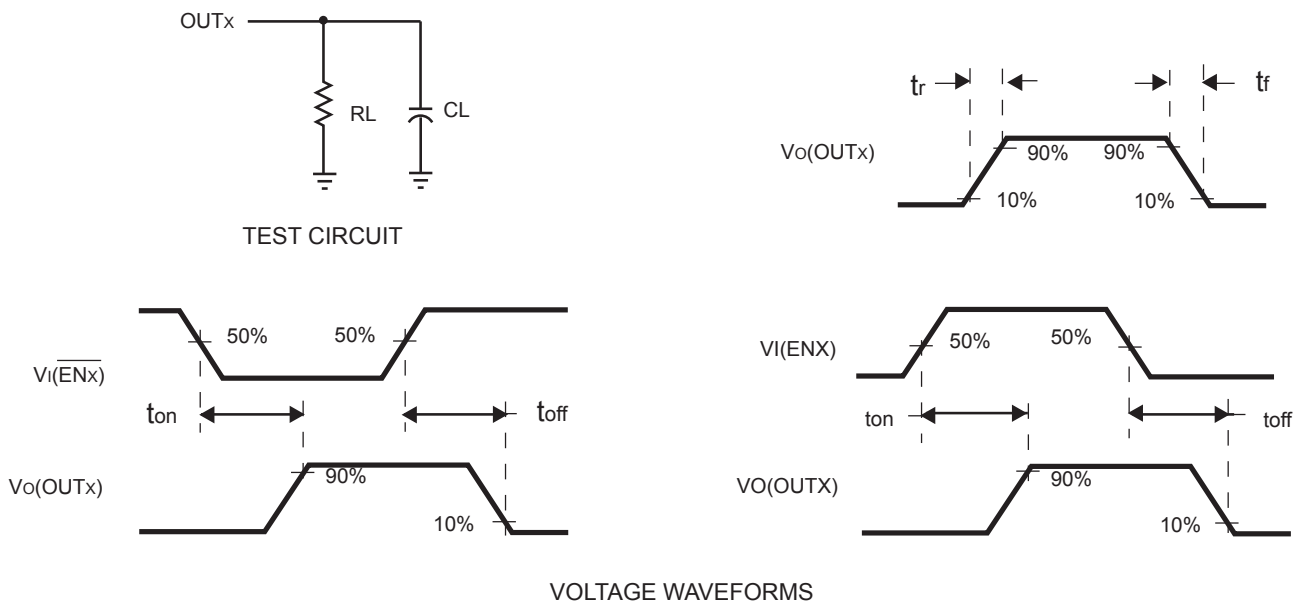 OUTx
RL
CL
TEST CIRCUIT
tr
tf
VO(OUTx)
90%
90%
10%
10%
50%
50%
VI(ENx)
ton
toff
VO(OUTx)
90%
10%
50%
50%
VI(ENX)
ton
toff
VO(OUTX)
90%
10%
VOLTAGE WAVEFORMS